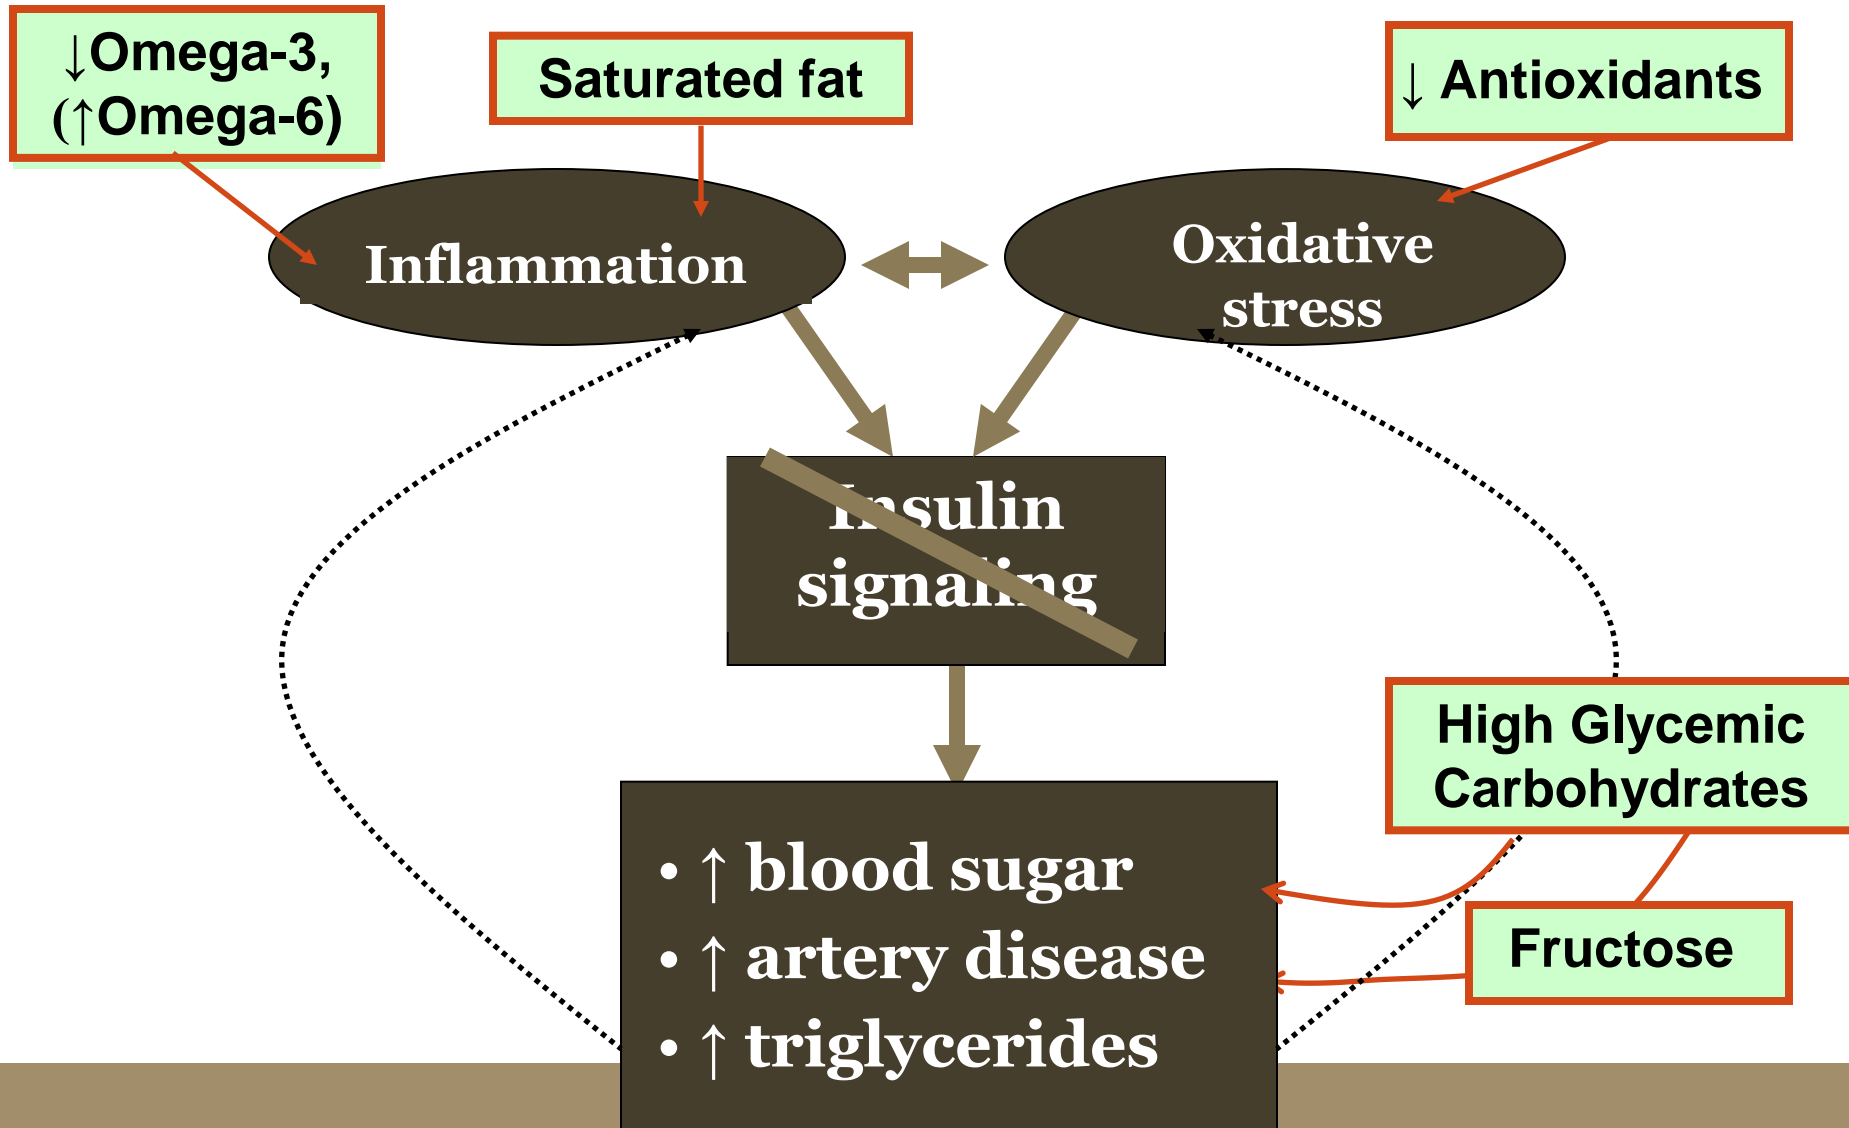 ↓Omega-3,
(↑Omega-6)
Saturated fat
↓ Antioxidants
Inflammation
Oxidative
stress
Insulin
signaling
High Glycemic
Carbohydrates
Fructose
• ↑ blood sugar
• ↑ artery disease
• ↑ triglycerides